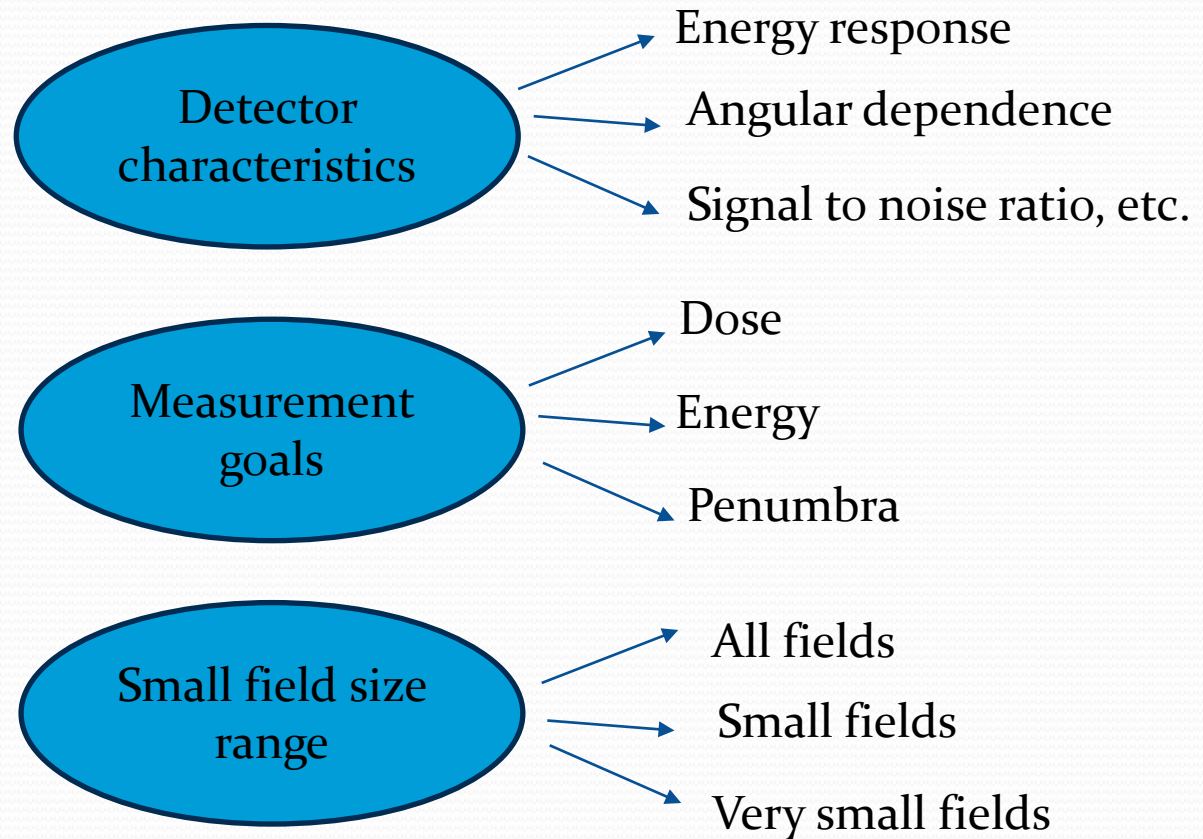 Detector
characteristics
Energy response
Angular dependence
Signal to noise ratio, etc.
Measurement
goals
Dose
Energy
Penumbra
Small field size
range
All fields
Small fields
Very small fields